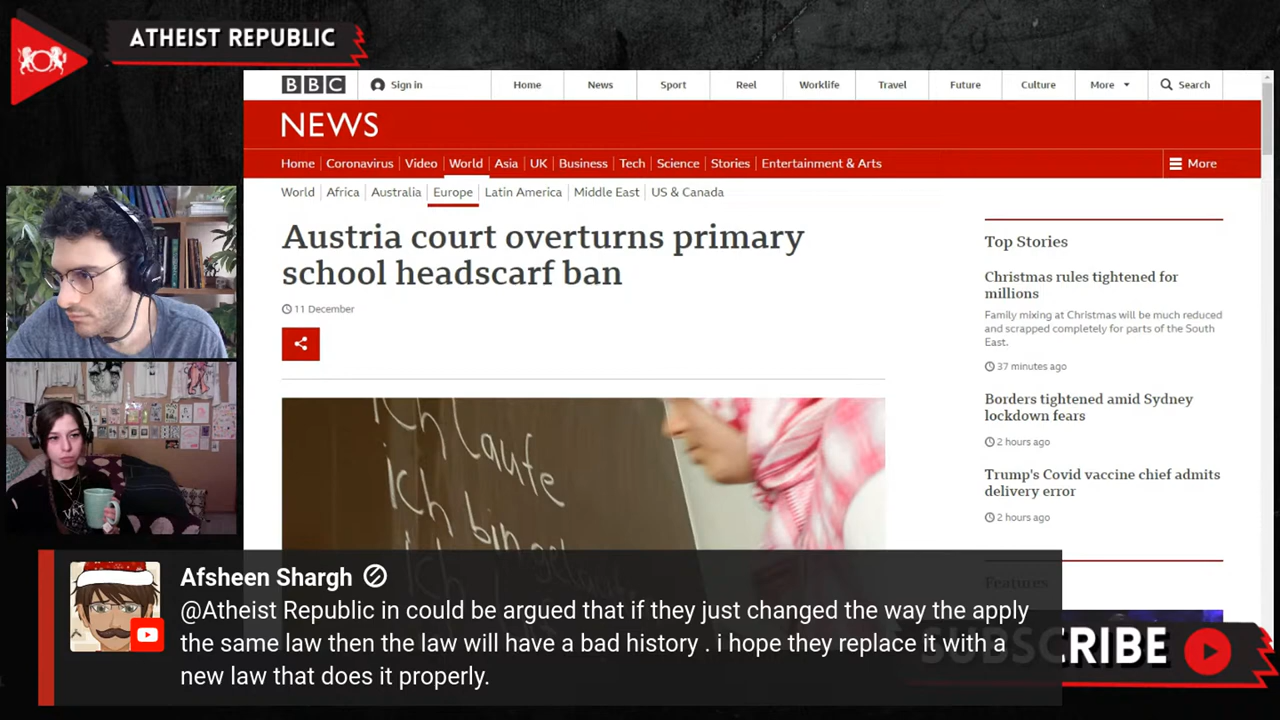 ATHEIST REPUBLIC
BBC Sign in Home News Sport Reel Worklife Travel Future Culture More Search
NEWS
Home Coronavirus Video World Asia UK Business Tech Science Stories Entertainment & Arts More
World Africa Australia Europe Latin America Middle East US & Canada
Austria court overturns primary
school headscarf ban
11 December
Top Stories
Christmas rules tightened for
millions
Family mixing at Christmas will be much reduced
and scrapped completely for parts of the South
East.
37 minutes ago
Borders tightened amid Sydney
lockdown fears
2 hours ago
Trump's Covid vaccine chief admits
delivery error
2 hours ago
Features
ich laute
ich bin
ich
Afsheen Shargh
@Atheist Republic in could be argued that if they just changed the way the apply
the same law then the law will have a bad history . i hope they replace it with a
new law that does it properly.
SUBSCRIBE